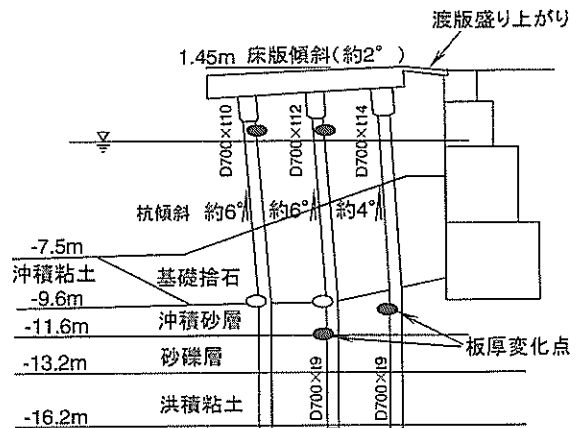 渡版盛り上がり
1.45m 床版傾斜(約2°)
D700×t10
D700×t12
D700×t14
杭傾斜 約6° 約6° 約4°
-7.5m
沖積粘土
基礎捨石
-9.6m
沖積砂層
-11.6m
板厚変化点
砂礫層
-13.2m
D700×t9
D700×t9
洪積粘土
-16.2m